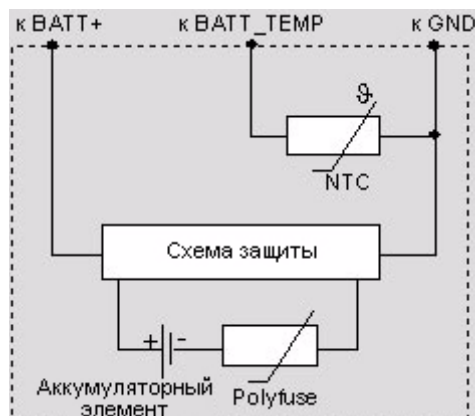 к BATT+ к BATT_TEMP к GND
ϑ
NTC
Схема защиты
+ -
Аккумуляторный
элемент
Polyfuse